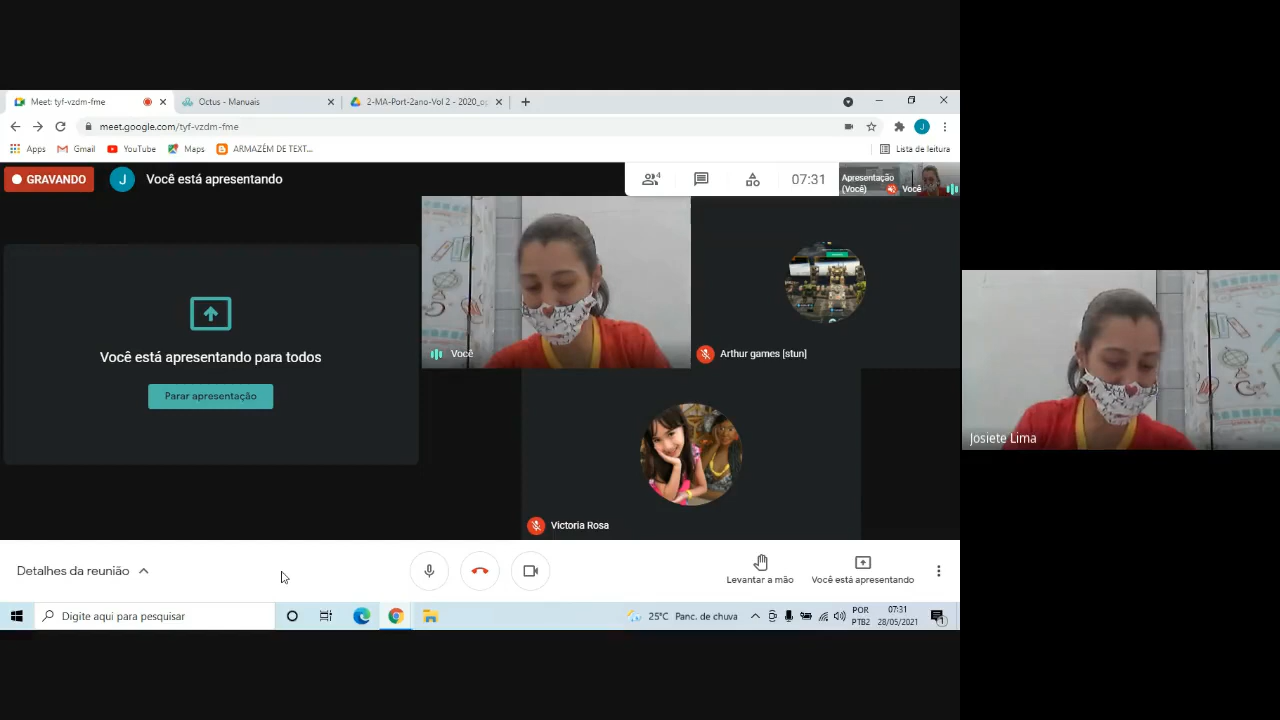 Meet: tyf-vzdm-fme
Octus - Manuais
2-MA-Port-2ano-Vol 2 - 2020_op
meet.google.com/tyf-vzdm-fme
J
Apps
Gmail
YouTube
Maps
ARMAZÉM DE TEXT...
Lista de leitura
GRAVANDO
J
Você está apresentando
4
07:31
Apresentação
(Você)
Você
Você está apresentando para todos
Parar apresentação
Você
Arthur games [stun]
Victoria Rosa
Josiete Lima
Detalhes da reunião
Levantar a mão
Você está apresentando
Digite aqui para pesquisar
25°C Panc. de chuva
POR
PTB2
07:31
28/05/2021
1